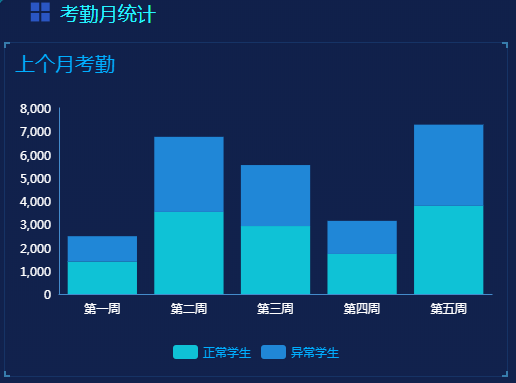 考勤月统计
上个月考勤
8,000
7,000
6,000
5,000
4,000
3,000
2,000
1,000
0
第一周 第二周 第三周 第四周 第五周
正常学生 异常学生